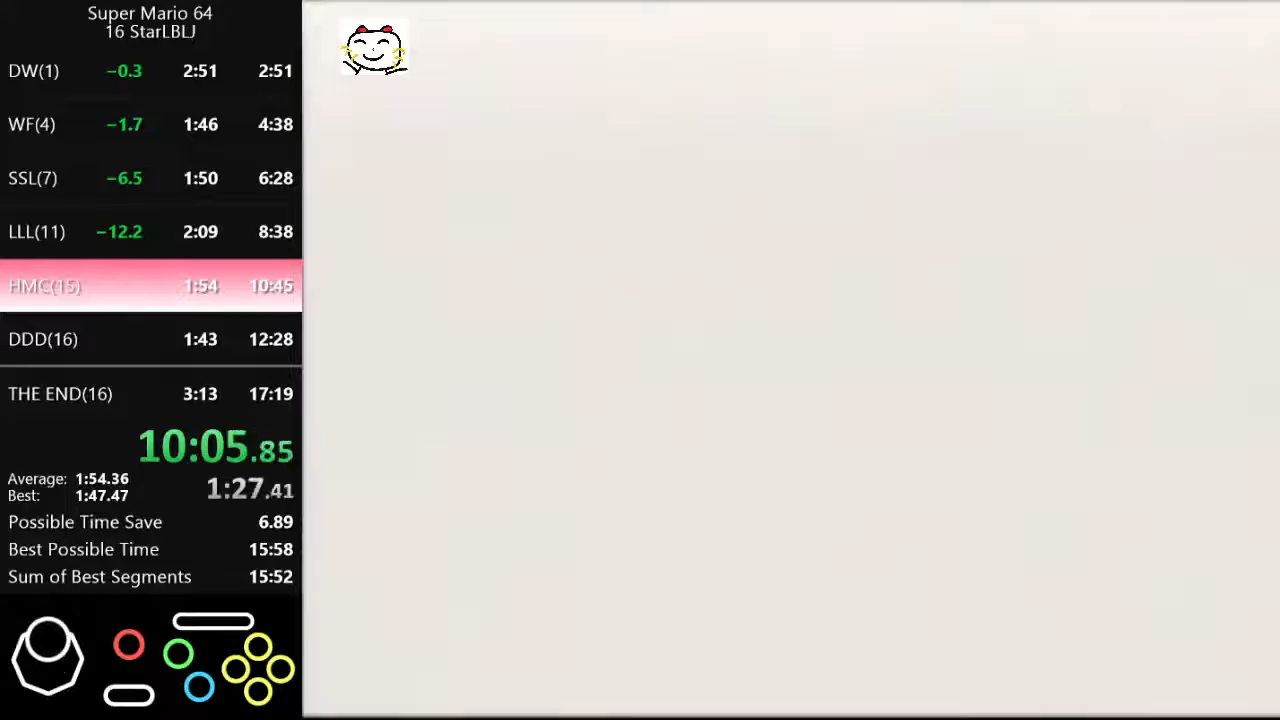 Super Mario 64
16 StarLBLJ
DW(1) −0.3 2:51 2:51
WF(4) −1.7 1:46 4:38
SSL(7) −6.5 1:50 6:28
LLL(11) −12.2 2:09 8:38
HMC(15) 1:54 10:45
DDD(16) 1:43 12:28
THE END(16) 3:13 17:19
10:05.85
Average: 1:54.36 1:27.41
Best: 1:47.47
Possible Time Save 6.89
Best Possible Time 15:58
Sum of Best Segments 15:52